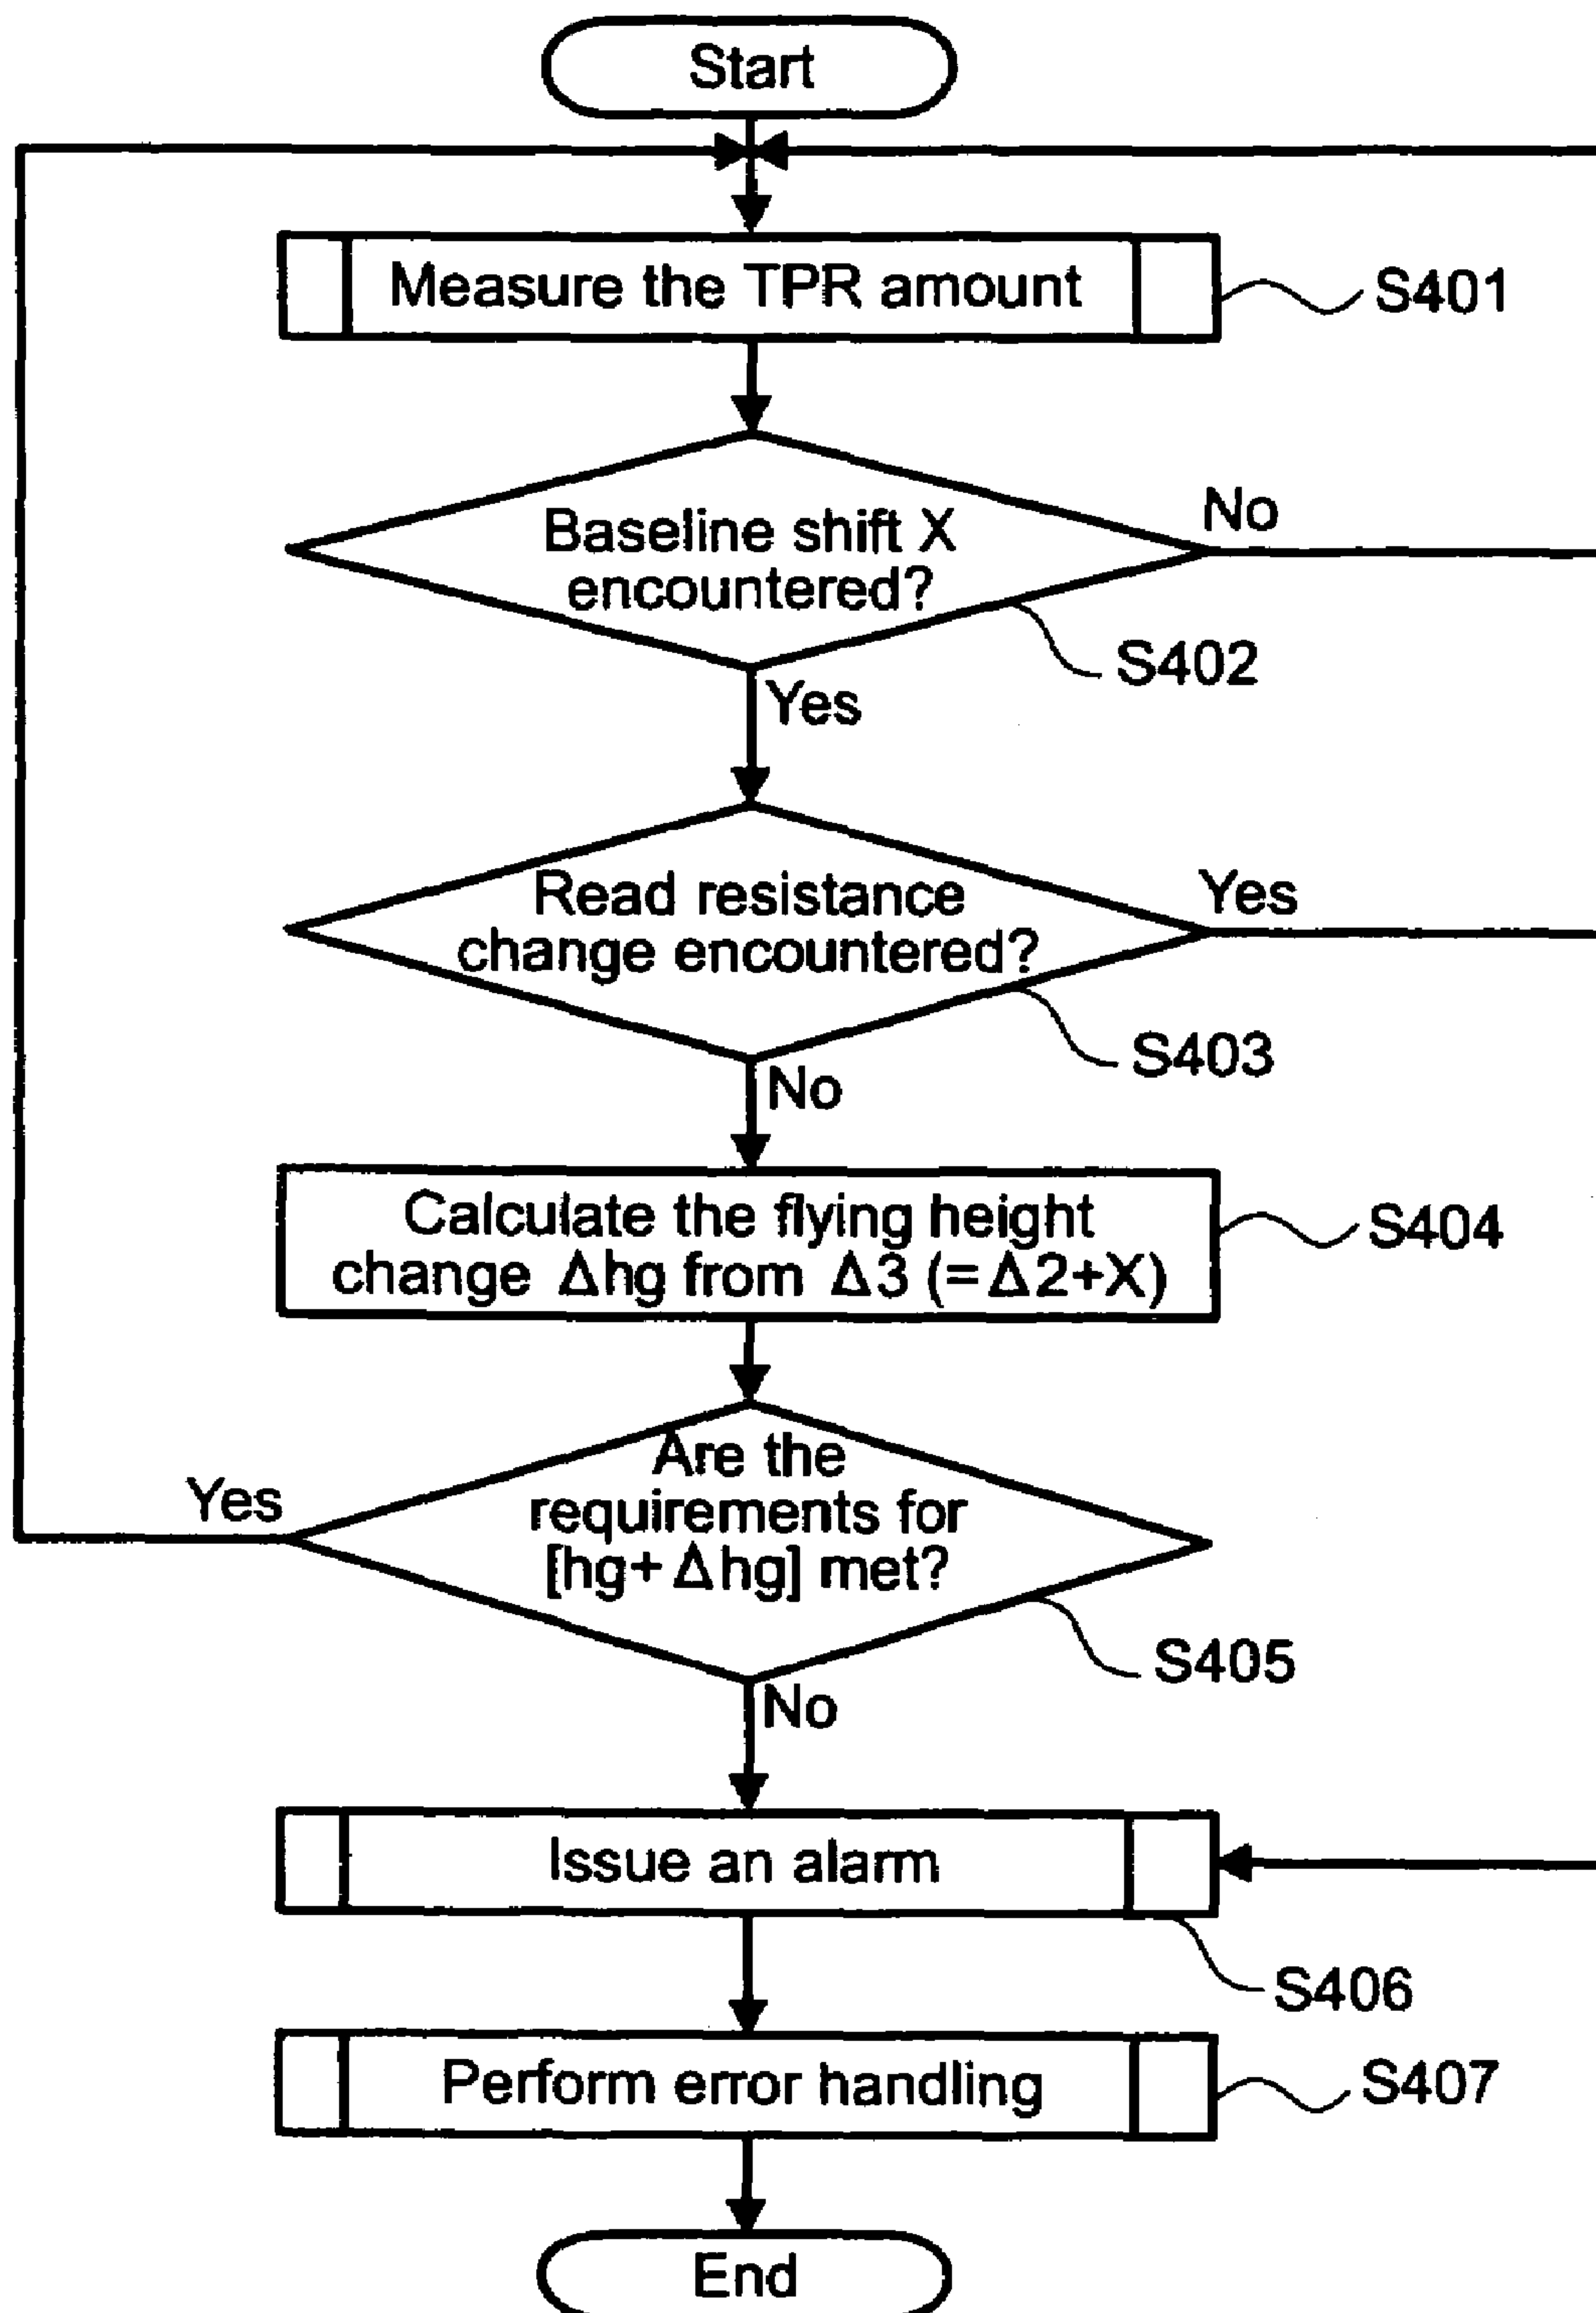 Start
Measure the TPR amount
S401
Baseline shift X
encountered?
No
S402
Yes
Read resistance
change encountered?
Yes
S403
No
Calculate the flying height
change Δhg from Δ3 (=Δ2+X)
S404
Are the
requirements for
[hg+Δhg] met?
Yes
S405
No
Issue an alarm
S406
Perform error handling
S407
End